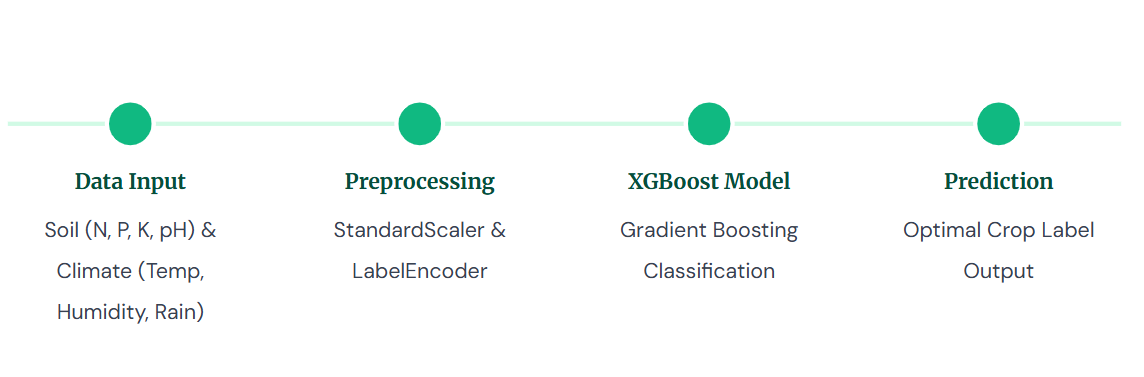 Data Input
Soil (N, P, K, pH) &
Climate (Temp,
Humidity, Rain)
Preprocessing
StandardScaler &
LabelEncoder
XGBoost Model
Gradient Boosting
Classification
Prediction
Optimal Crop Label
Output